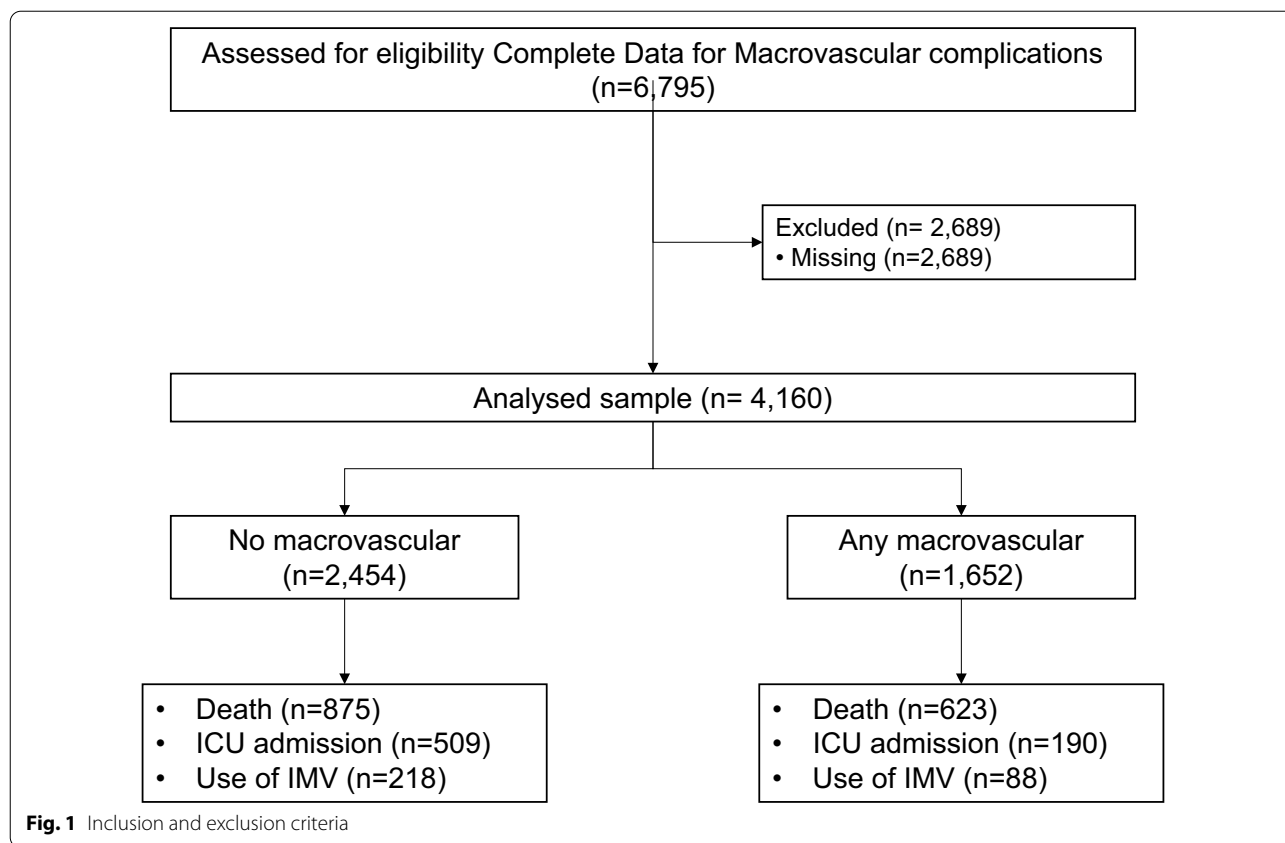 Assessed for eligibility Complete Data for Macrovascular complications
(n=6,795)
Excluded (n= 2,689)
• Missing (n=2,689)
Analysed sample (n= 4,160)
No macrovascular
(n=2,454)
Any macrovascular
(n=1,652)
• Death (n=875)
• ICU admission (n=509)
• Use of IMV (n=218)
• Death (n=623)
• ICU admission (n=190)
• Use of IMV (n=88)
Fig. 1 Inclusion and exclusion criteria